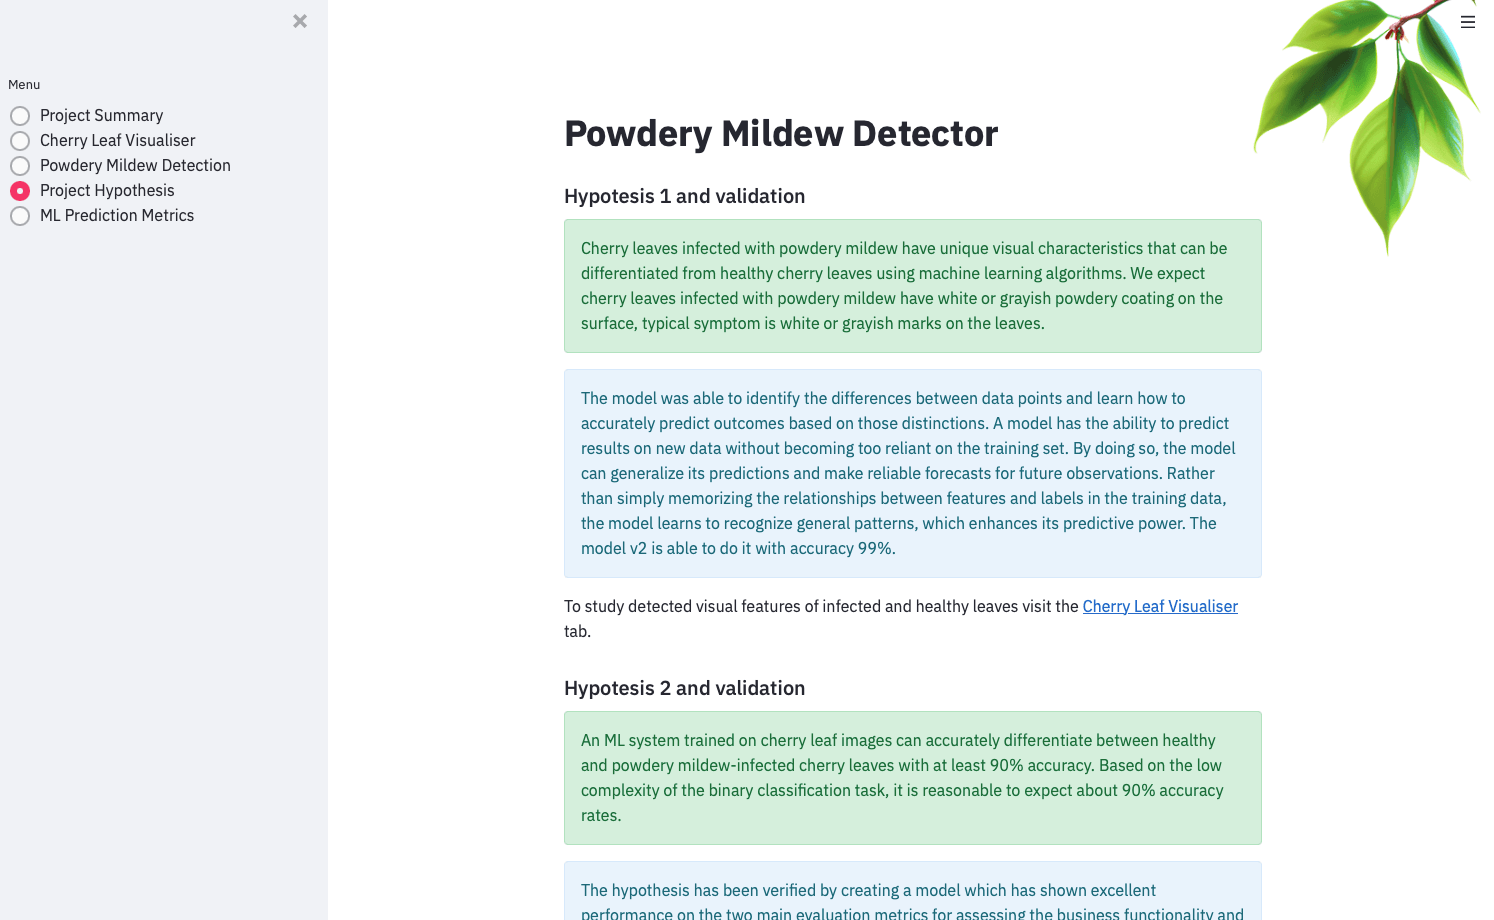 Menu
Project Summary
Cherry Leaf Visualiser
Powdery Mildew Detection
Project Hypothesis
ML Prediction Metrics
Powdery Mildew Detector
Hypotesis 1 and validation
Cherry leaves infected with powdery mildew have unique visual characteristics that can be
differentiated from healthy cherry leaves using machine learning algorithms. We expect
cherry leaves infected with powdery mildew have white or grayish powdery coating on the
surface, typical symptom is white or grayish marks on the leaves.
The model was able to identify the differences between data points and learn how to
accurately predict outcomes based on those distinctions. A model has the ability to predict
results on new data without becoming too reliant on the training set. By doing so, the model
can generalize its predictions and make reliable forecasts for future observations. Rather
than simply memorizing the relationships between features and labels in the training data,
the model learns to recognize general patterns, which enhances its predictive power. The
model v2 is able to do it with accuracy 99%.
To study detected visual features of infected and healthy leaves visit the Cherry Leaf Visualiser
tab.
Hypotesis 2 and validation
An ML system trained on cherry leaf images can accurately differentiate between healthy
and powdery mildew-infected cherry leaves with at least 90% accuracy. Based on the low
complexity of the binary classification task, it is reasonable to expect about 90% accuracy
rates.
The hypothesis has been verified by creating a model which has shown excellent
performance on the two main evaluation metrics for assessing the business functionality and